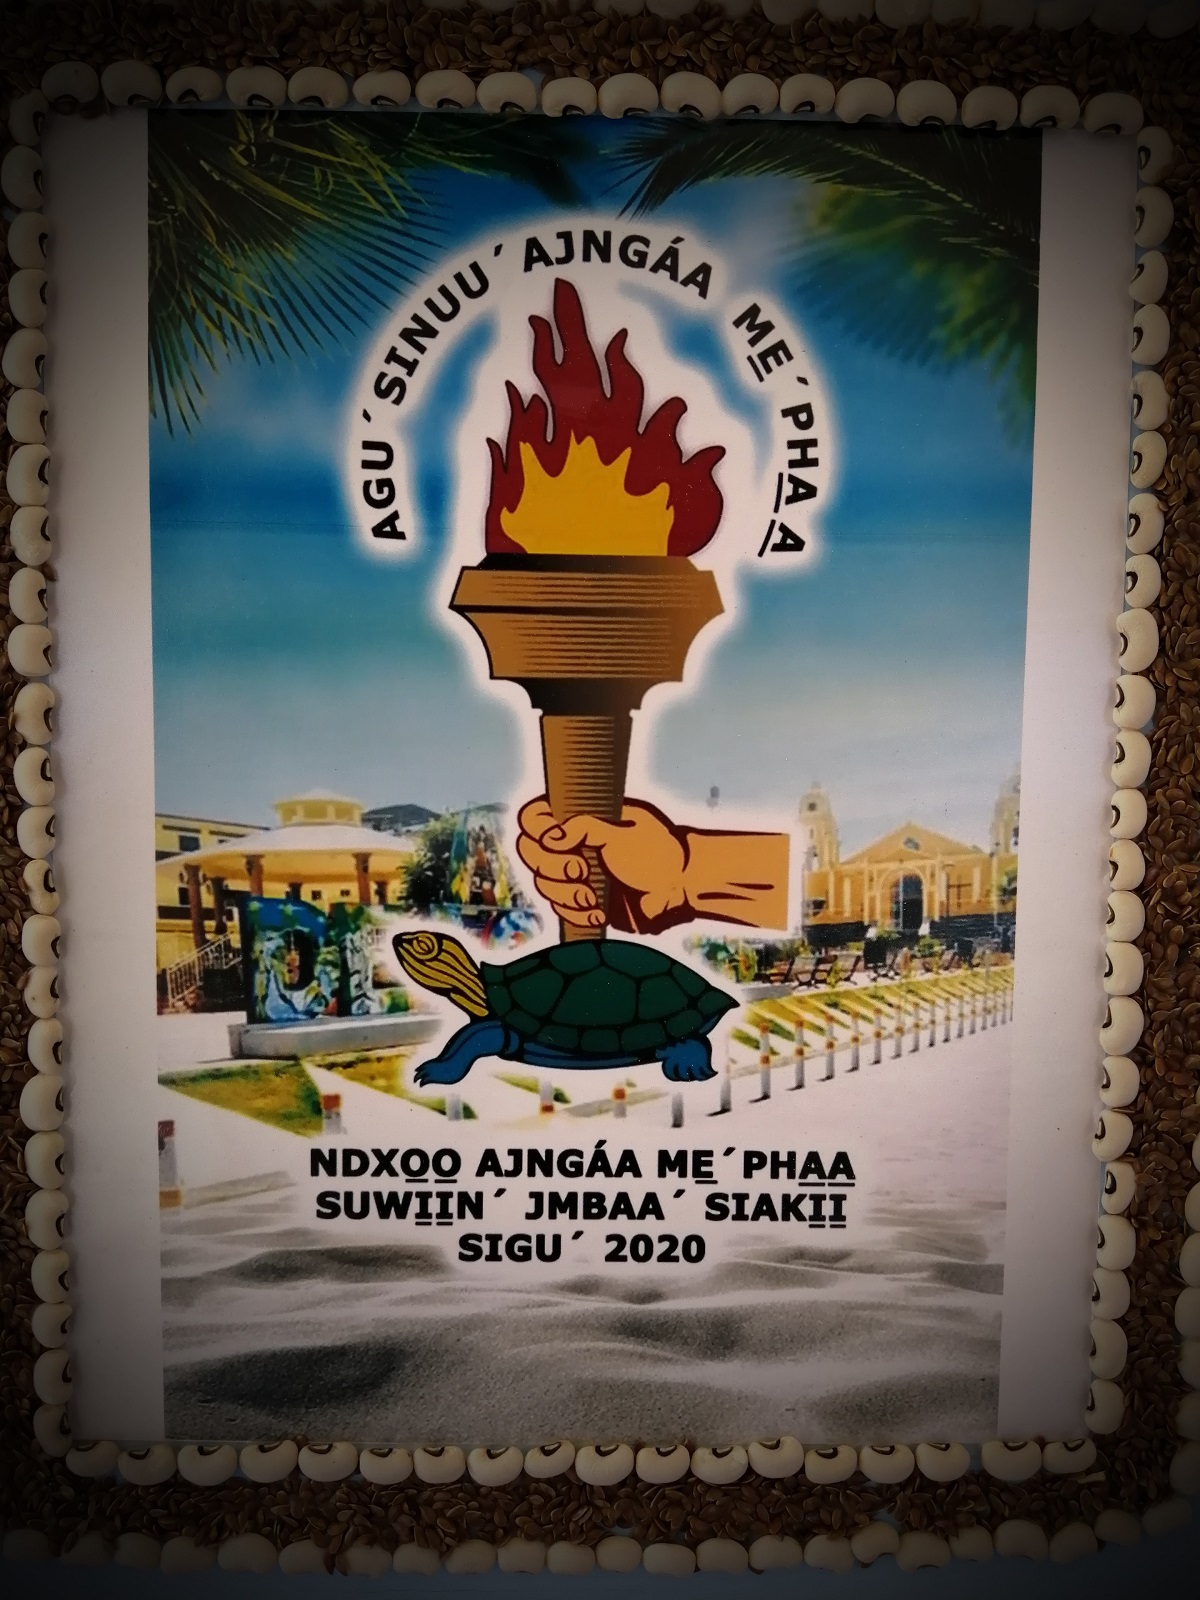 AGU´SINUU´AJNGÁA ME̱´PHA̱A̱
NDXO̱O̱ AJNGÁA ME̱´PHA̱A̱
SUWI̱I̱N´ JMBAA´ SIAKI̱I̱
SIGU´ 2020